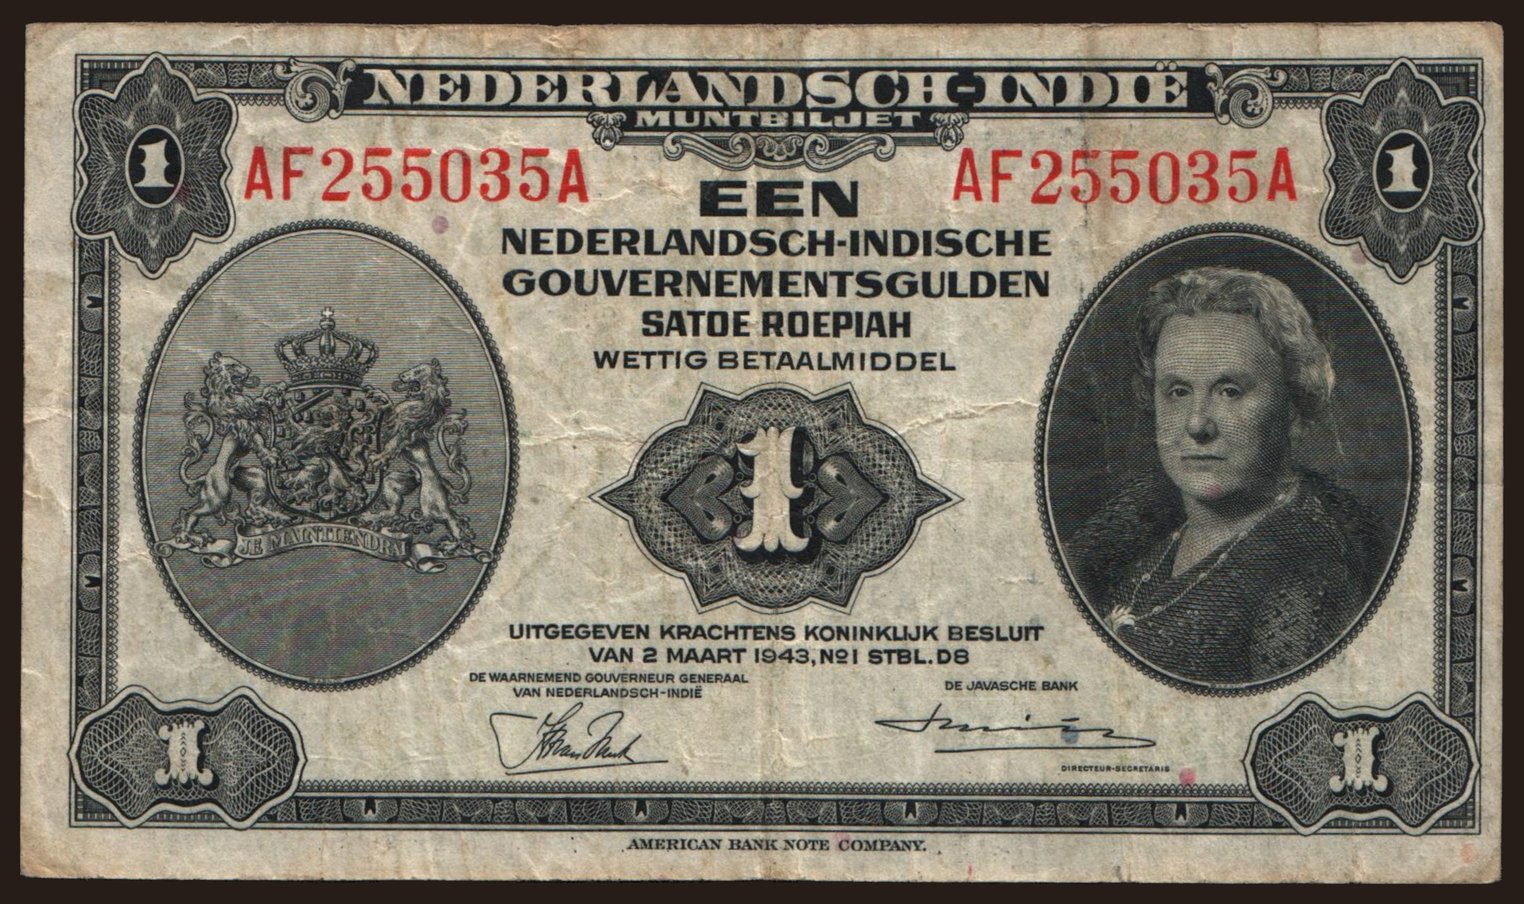 NEDERLANDSCH-INDIË
MUNTBILJET
1
1
AF255035A
AF255035A
EEN
NEDERLANDSCH-INDISCHE
GOUVERNEMENTSGULDEN
SATOE ROEPIAH
WETTIG BETAALMIDDEL
1
JE MAINTIENDRAI
UITGEGEVEN KRACHTENS KONINKLIJK BESLUIT
VAN 2 MAART 1943, No 1 STBL. D8
DE WAARNEMEND GOUVERNEUR GENERAAL
VAN NEDERLANDSCH-INDIË
DE JAVASCHE BANK
DIRECTEUR-SECRETARIS
1
1
AMERICAN BANK NOTE COMPANY.